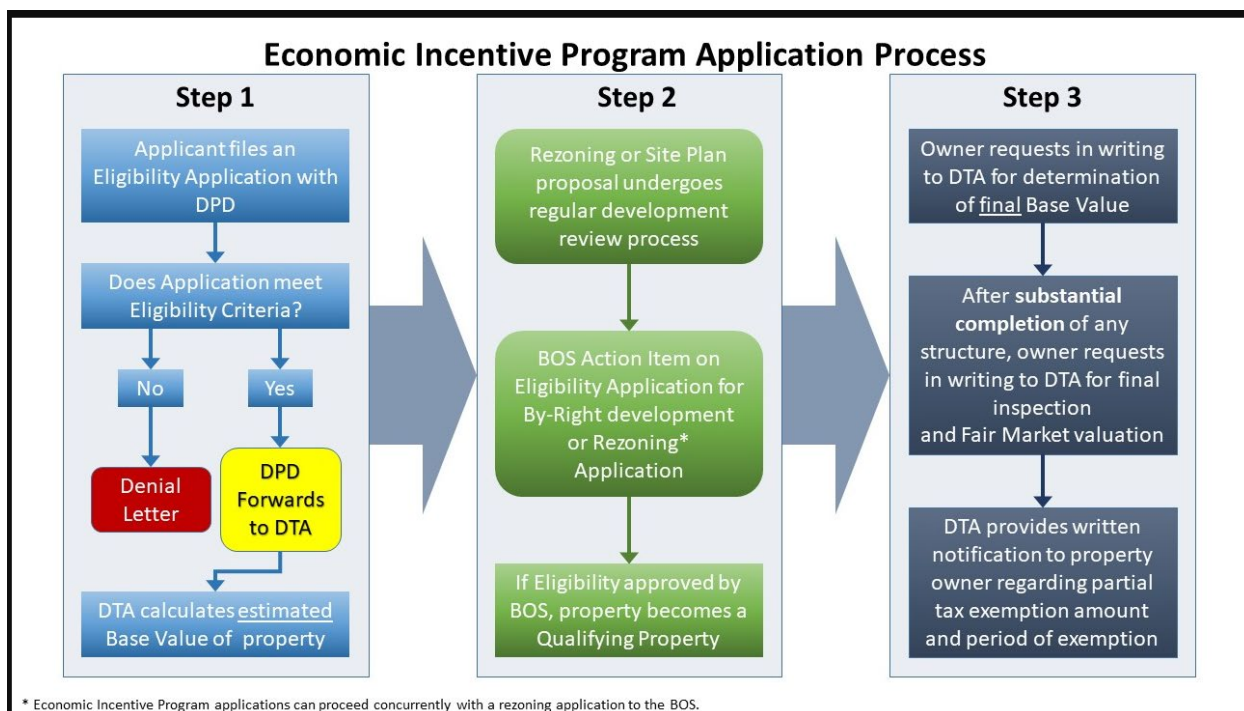 Economic Incentive Program Application Process
Step 1
Applicant files an
Eligibility Application with
DPD
Does Application meet
Eligibility Criteria?
No
Yes
Denial
Letter
DPD
Forwards
to DTA
DTA calculates estimated
Base Value of property
Step 2
Rezoning or Site Plan
proposal undergoes
regular development
review process
BOS Action Item on
Eligibility Application for
By-Right development
or Rezoning*
Application
If Eligibility approved by
BOS, property becomes a
Qualifying Property
Step 3
Owner requests in writing
to DTA for determination
of final Base Value
After substantial
completion of any
structure, owner requests
in writing to DTA for final
inspection
and Fair Market valuation
DTA provides written
notification to property
owner regarding partial
tax exemption amount
and period of exemption
* Economic Incentive Program applications can proceed concurrently with a rezoning application to the BOS.